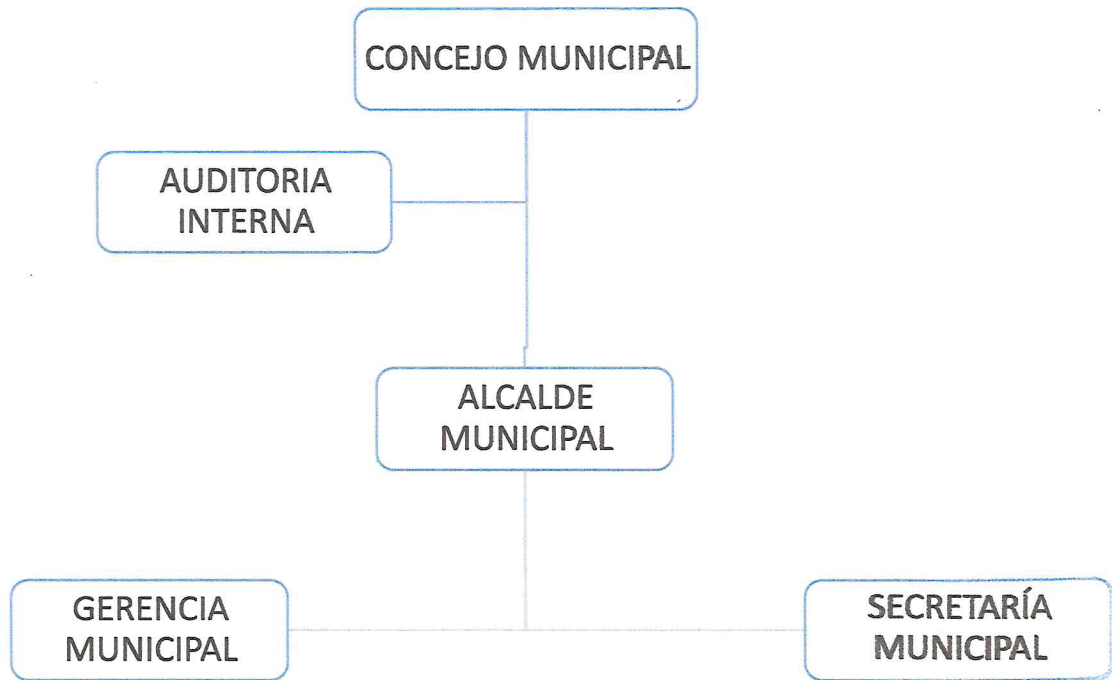 CONCEJO MUNICIPAL
AUDITORIA
INTERNA
ALCALDE
MUNICIPAL
GERENCIA
MUNICIPAL
SECRETARÍA
MUNICIPAL